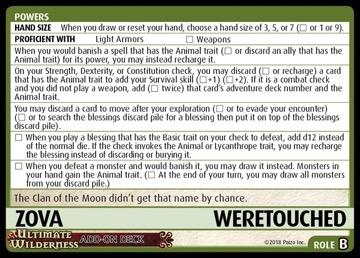 POWERS
HAND SIZE When you draw or reset your hand, choose a hand size of 3, 5, or 7 (☐ or 1 or 9).
PROFICIENT WITH Light Armors ☐ Weapons
When you would banish a spell that has the Animal trait (☐ or discard an ally that has the
Animal trait) for its power, you may instead recharge it.
On your Strength, Dexterity, or Constitution check, you may discard (☐ or recharge) a card
that has the Animal trait to add your Survival skill (☐ +1) (☐ +2). If it is a combat check
and you did not play a weapon, add (☐ twice) that card's adventure deck number and the
Animal trait.
You may discard a card to move after your exploration (☐ or to evade your encounter)
(☐ or to search the blessings discard pile for a blessing then put it on top of the blessings
discard pile).
☐ When you play a blessing that has the Basic trait on your check to defeat, add d12 instead
of the normal die. If the check invokes the Animal or Lycanthrope trait, you may recharge
the blessing instead of discarding or burying it.
☐ When you defeat a monster and would banish it, you may draw it instead. Monsters in
your hand gain the Animal trait. (☐ At the end of your turn, you may draw all monsters
from your discard pile.)
The Clan of the Moon didn't get that name by chance.
ZOVA WERETOUCHED
ULTIMATE
WILDERNESS ADD-ON DECK
©2018 Paizo Inc. ROLE B